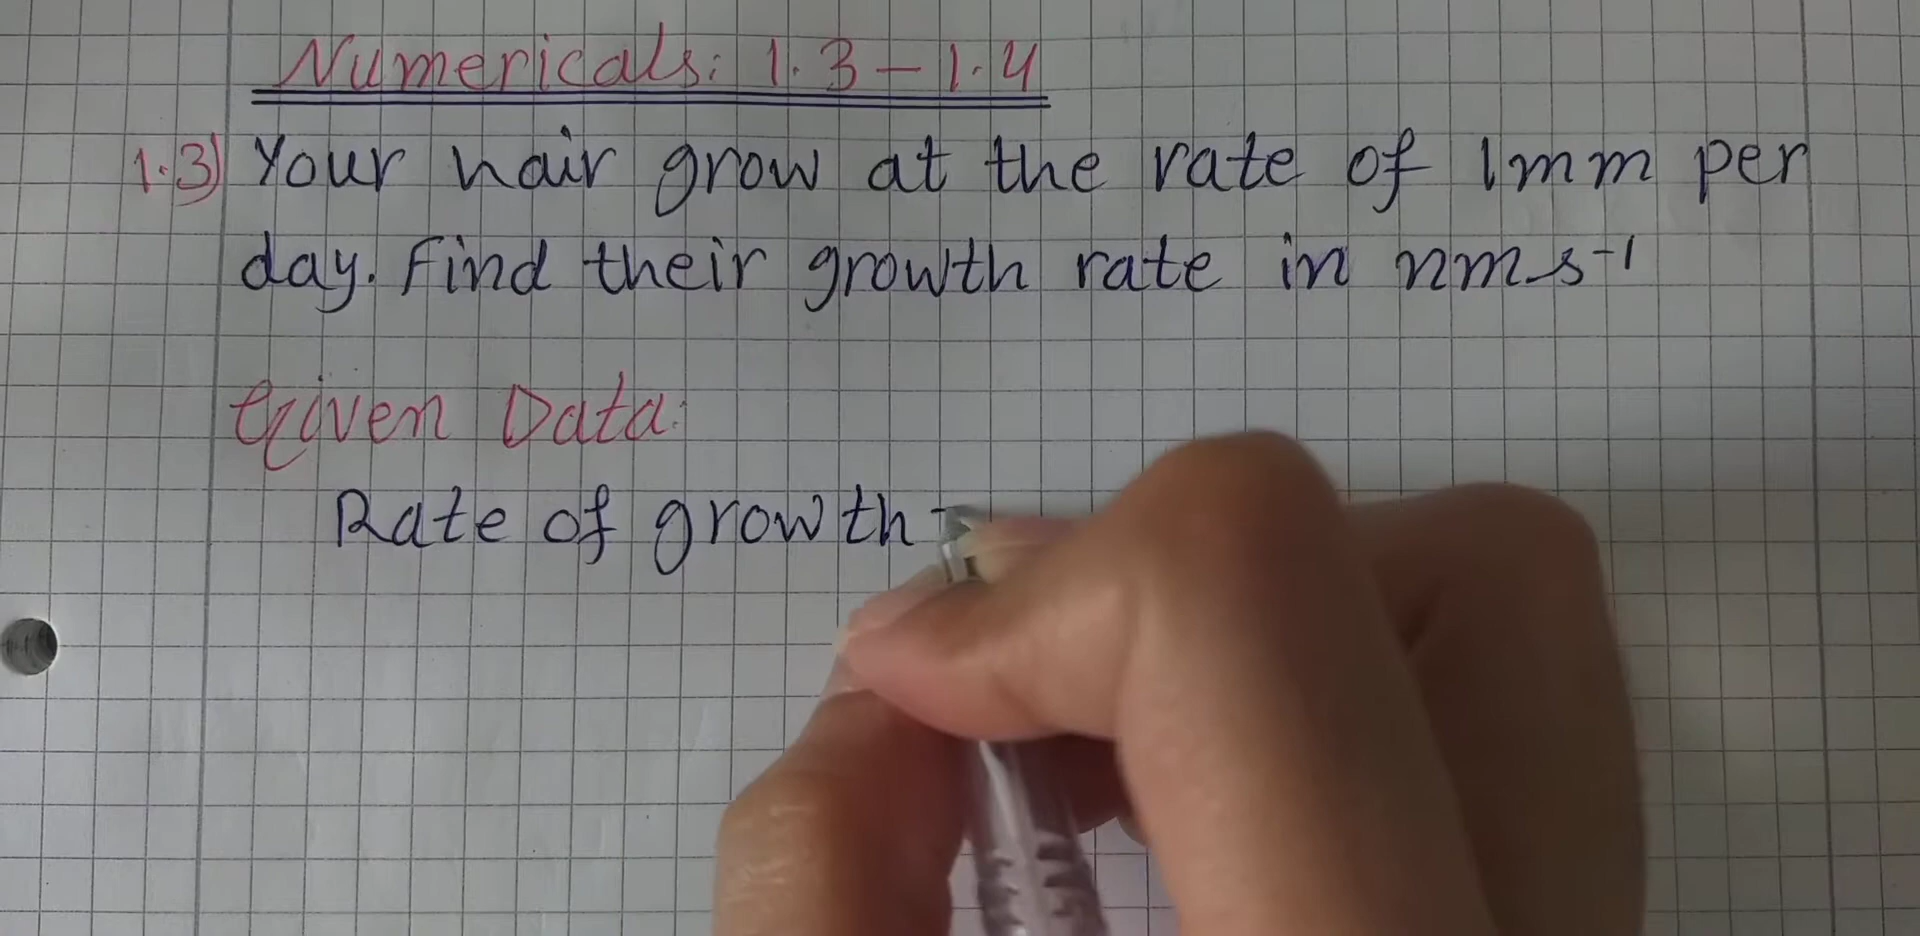 Numericals: 1.3 - 1.4
1.3) Your hair grow at the rate of 1mm per
day. Find their growth rate in nms⁻¹
Given Data:
Rate of growth